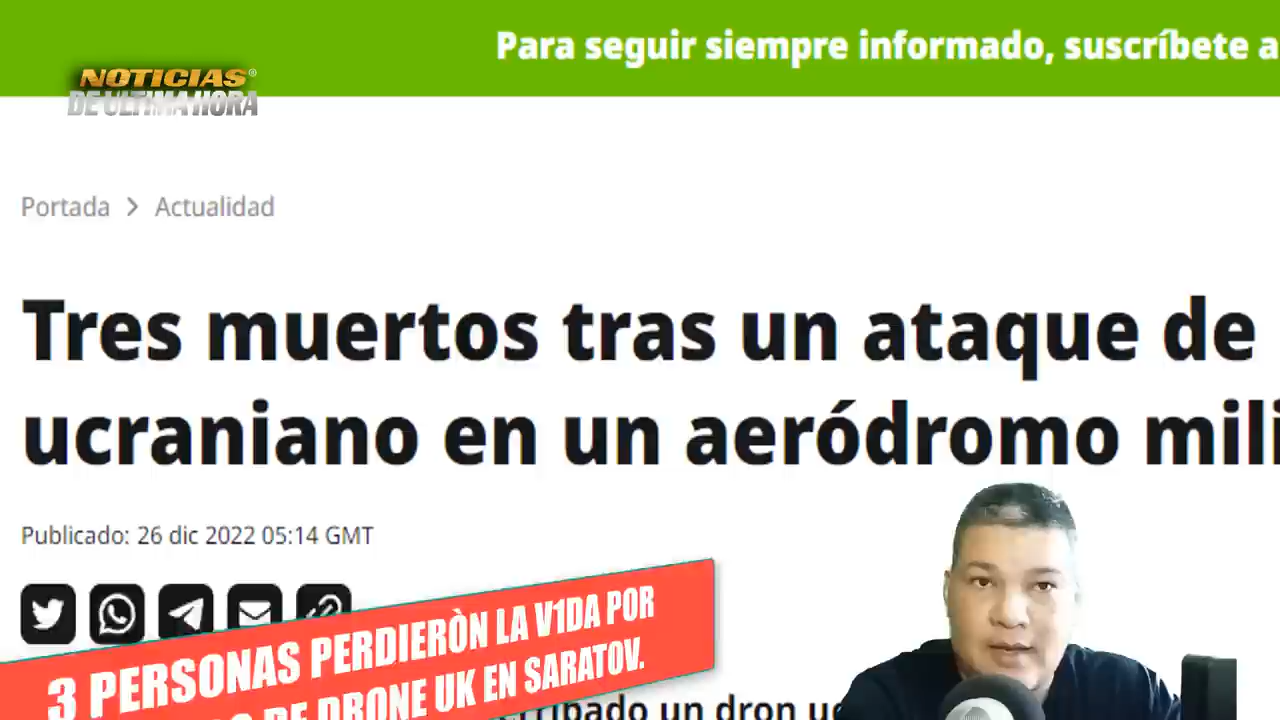 Para seguir siempre informado, suscríbete a
NOTICIAS®
DE ULTIMA HORA
Portada > Actualidad
Tres muertos tras un ataque de
ucraniano en un aeródromo mili
Publicado: 26 dic 2022 05:14 GMT
3 PERSONAS PERDIERÒN LA V1DA POR
DE DRONE UK EN SARATOV.
un dron